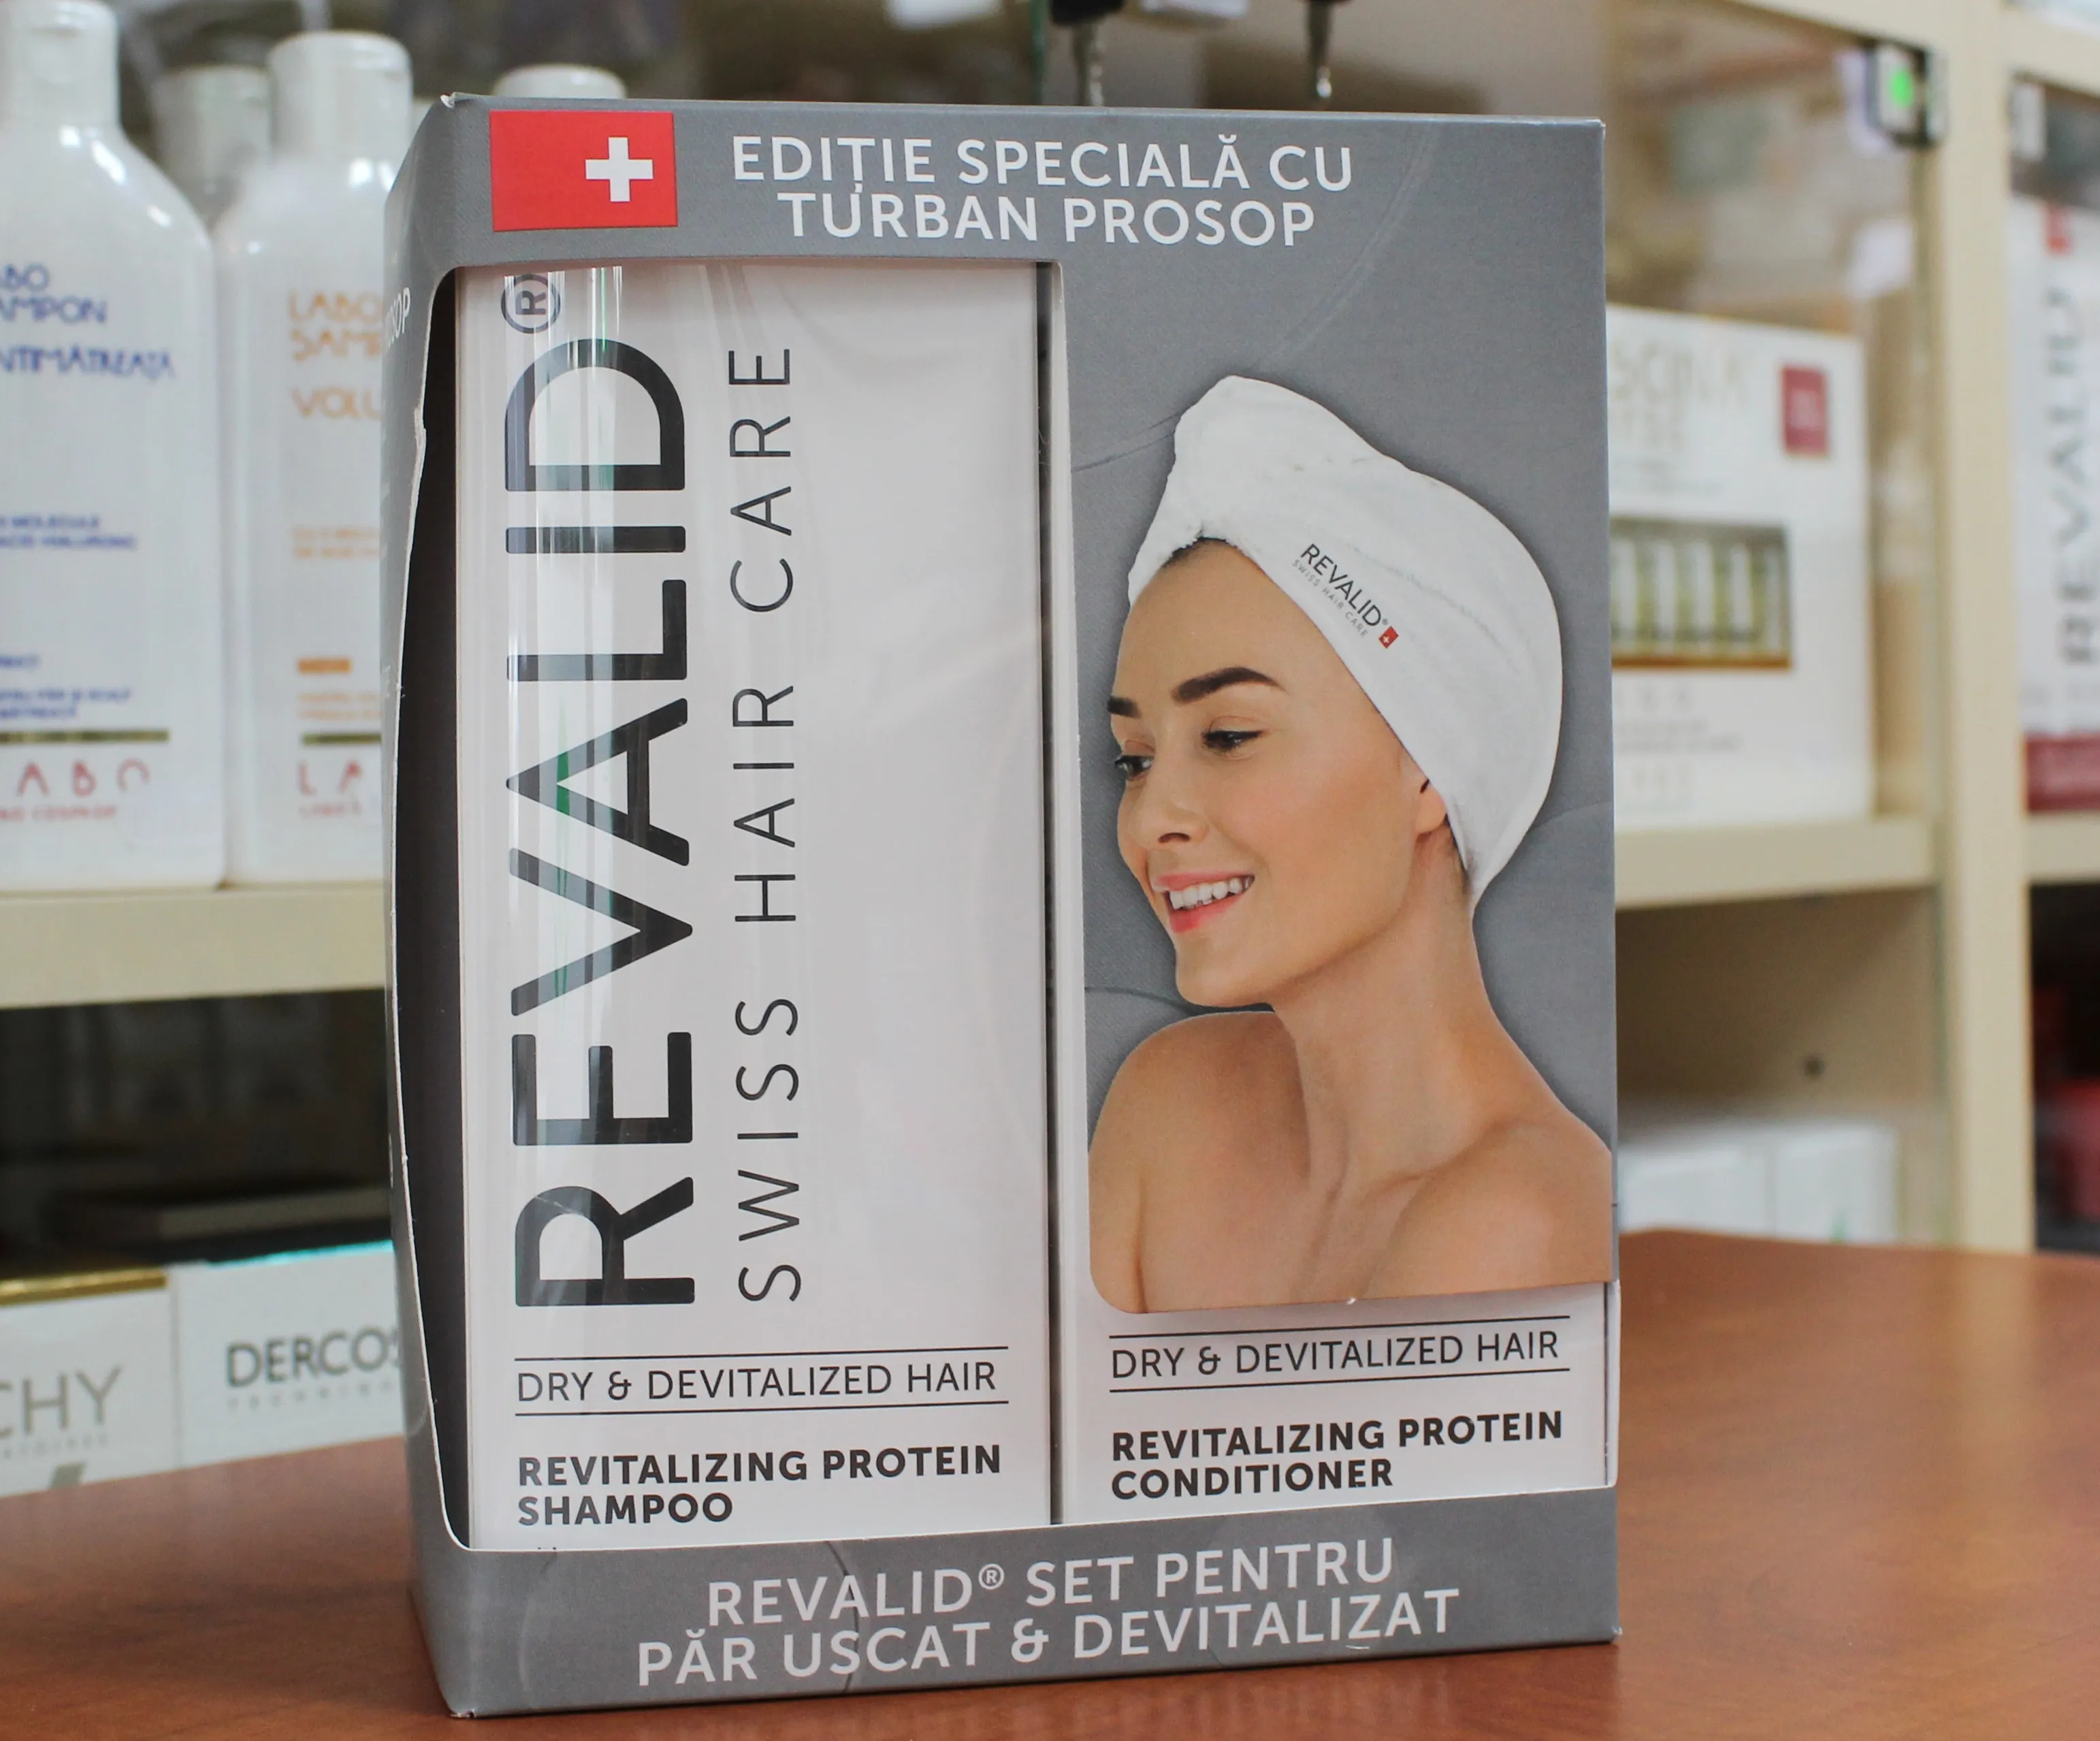 EDIȚIE SPECIALĂ CU
TURBAN PROSOP
REVALID®
SWISS HAIR CARE
DRY & DEVITALIZED HAIR
REVITALIZING PROTEIN
SHAMPOO
REVALID®
SWISS HAIR CARE
DRY & DEVITALIZED HAIR
REVITALIZING PROTEIN
CONDITIONER
REVALID® SET PENTRU
PĂR USCAT & DEVITALIZAT
DERCOS
REVALID